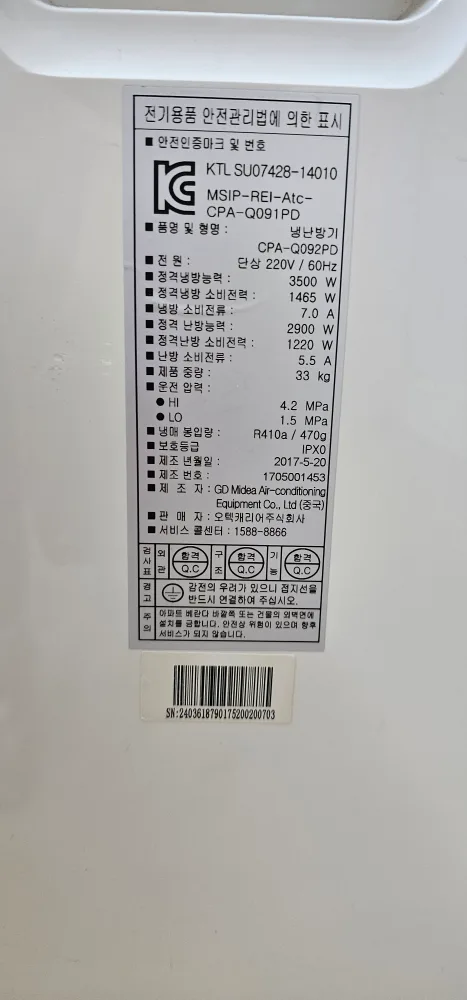 전기용품 안전관리법에 의한 표시
■ 안전인증마크 및 번호
KTL SU07428-14010
MSIP-REI-Atc-
CPA-Q091PD
■ 품명 및 형명 : 냉난방기
CPA-Q092PD
■ 전 원 : 단상 220V / 60Hz
■ 정격냉방능력 : 3500 W
■ 정격냉방 소비전력 : 1465 W
■ 냉방 소비전류 : 7.0 A
■ 정격 난방능력 : 2900 W
■ 정격난방 소비전력 : 1220 W
■ 난방 소비전류 : 5.5 A
■ 제품 중량 : 33 kg
■ 운전 압력 :
● HI 4.2 MPa
● LO 1.5 MPa
■ 냉매 봉입량 : R410a / 470g
■ 보호등급 IPX0
■ 제조 년월일 : 2017-5-20
■ 제조 번호 : 1705001453
■ 제 조 자 : GD Midea Air-conditioning
Equipment Co., Ltd (중국)
■ 판 매 자 : 오텍캐리어주식회사
■ 서비스 콜센터 : 1588-8866
검사표 외관 합격 Q.C 구조 합격 Q.C 기능 합격 Q.C
경고 감전의 우려가 있으니 접지선을
반드시 연결하여 주십시오.
주의 아파트 베란다 바깥쪽 또는 건물의 외벽면에
설치를 금합니다. 안전상 위험이 있으며 향후
서비스가 되지 않습니다.
SN:2403618790175200200703